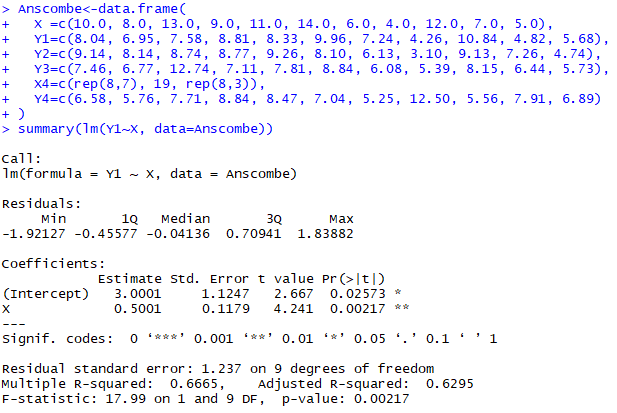 > Anscombe<-data.frame(
+   X =c(10.0, 8.0, 13.0, 9.0, 11.0, 14.0, 6.0, 4.0, 12.0, 7.0, 5.0),
+   Y1=c(8.04, 6.95, 7.58, 8.81, 8.33, 9.96, 7.24, 4.26, 10.84, 4.82, 5.68),
+   Y2=c(9.14, 8.14, 8.74, 8.77, 9.26, 8.10, 6.13, 3.10, 9.13, 7.26, 4.74),
+   Y3=c(7.46, 6.77, 12.74, 7.11, 7.81, 8.84, 6.08, 5.39, 8.15, 6.44, 5.73),
+   X4=c(rep(8,7), 19, rep(8,3)),
+   Y4=c(6.58, 5.76, 7.71, 8.84, 8.47, 7.04, 5.25, 12.50, 5.56, 7.91, 6.89)
+ )
> summary(lm(Y1~X, data=Anscombe))
Call:
lm(formula = Y1 ~ X, data = Anscombe)
Residuals:
     Min       1Q   Median       3Q      Max
-1.92127 -0.45577 -0.04136  0.70941  1.83882
Coefficients:
            Estimate Std. Error t value Pr(>|t|)
(Intercept)   3.0001     1.1247   2.667  0.02573 *
X             0.5001     0.1179   4.241  0.00217 **
---
Signif. codes:  0 ‘***’ 0.001 ‘**’ 0.01 ‘*’ 0.05 ‘.’ 0.1 ‘ ’ 1
Residual standard error: 1.237 on 9 degrees of freedom
Multiple R-squared:  0.6665,    Adjusted R-squared:  0.6295
F-statistic: 17.99 on 1 and 9 DF,  p-value: 0.00217